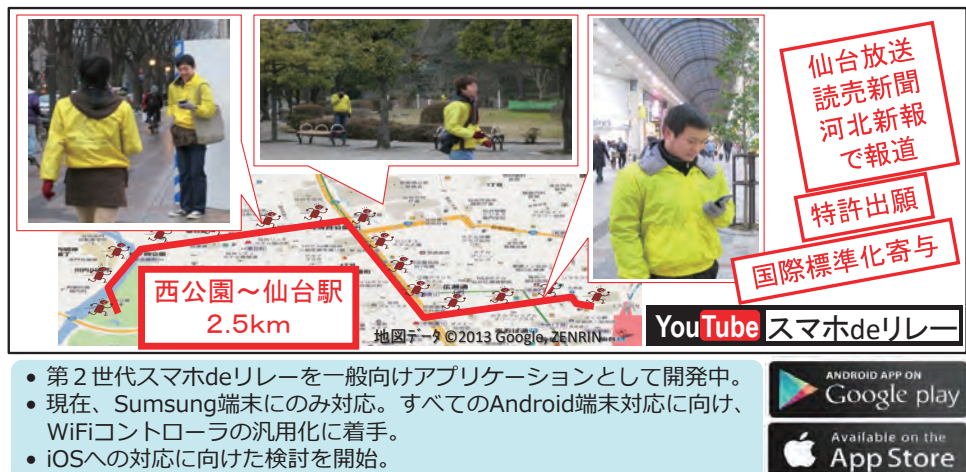 仙台放送
読売新聞
河北新報
で報道
特許出願
国際標準化寄与
西公園～仙台駅
2.5km
地図データ ©2013 Google, ZENRIN
YouTube スマホdeリレー
• 第２世代スマホdeリレーを一般向けアプリケーションとして開発中。
• 現在、Sumsung端末にのみ対応。すべてのAndroid端末対応に向け、
WiFiコントローラの汎用化に着手。
• iOSへの対応に向けた検討を開始。
ANDROID APP ON
Google play
Available on the
App Store